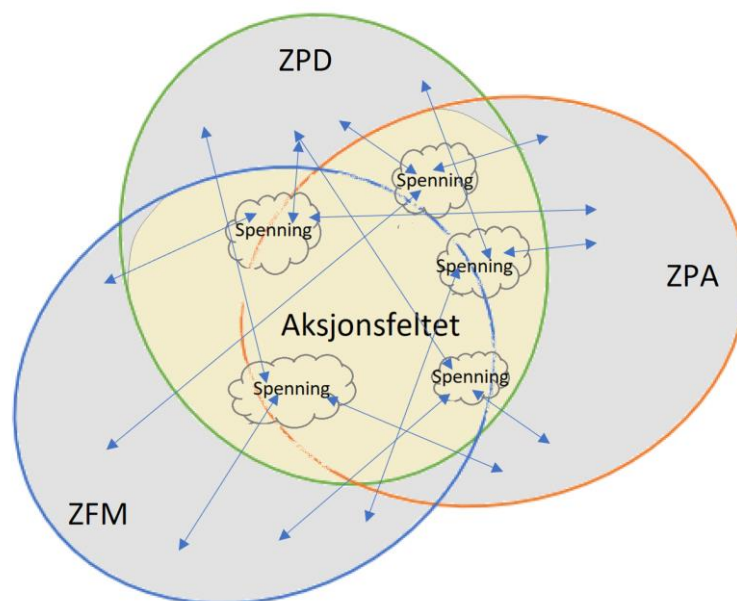 ZPD
Spenning
Spenning
Spenning
ZPA
Aksjonsfeltet
Spenning
Spenning
ZFM